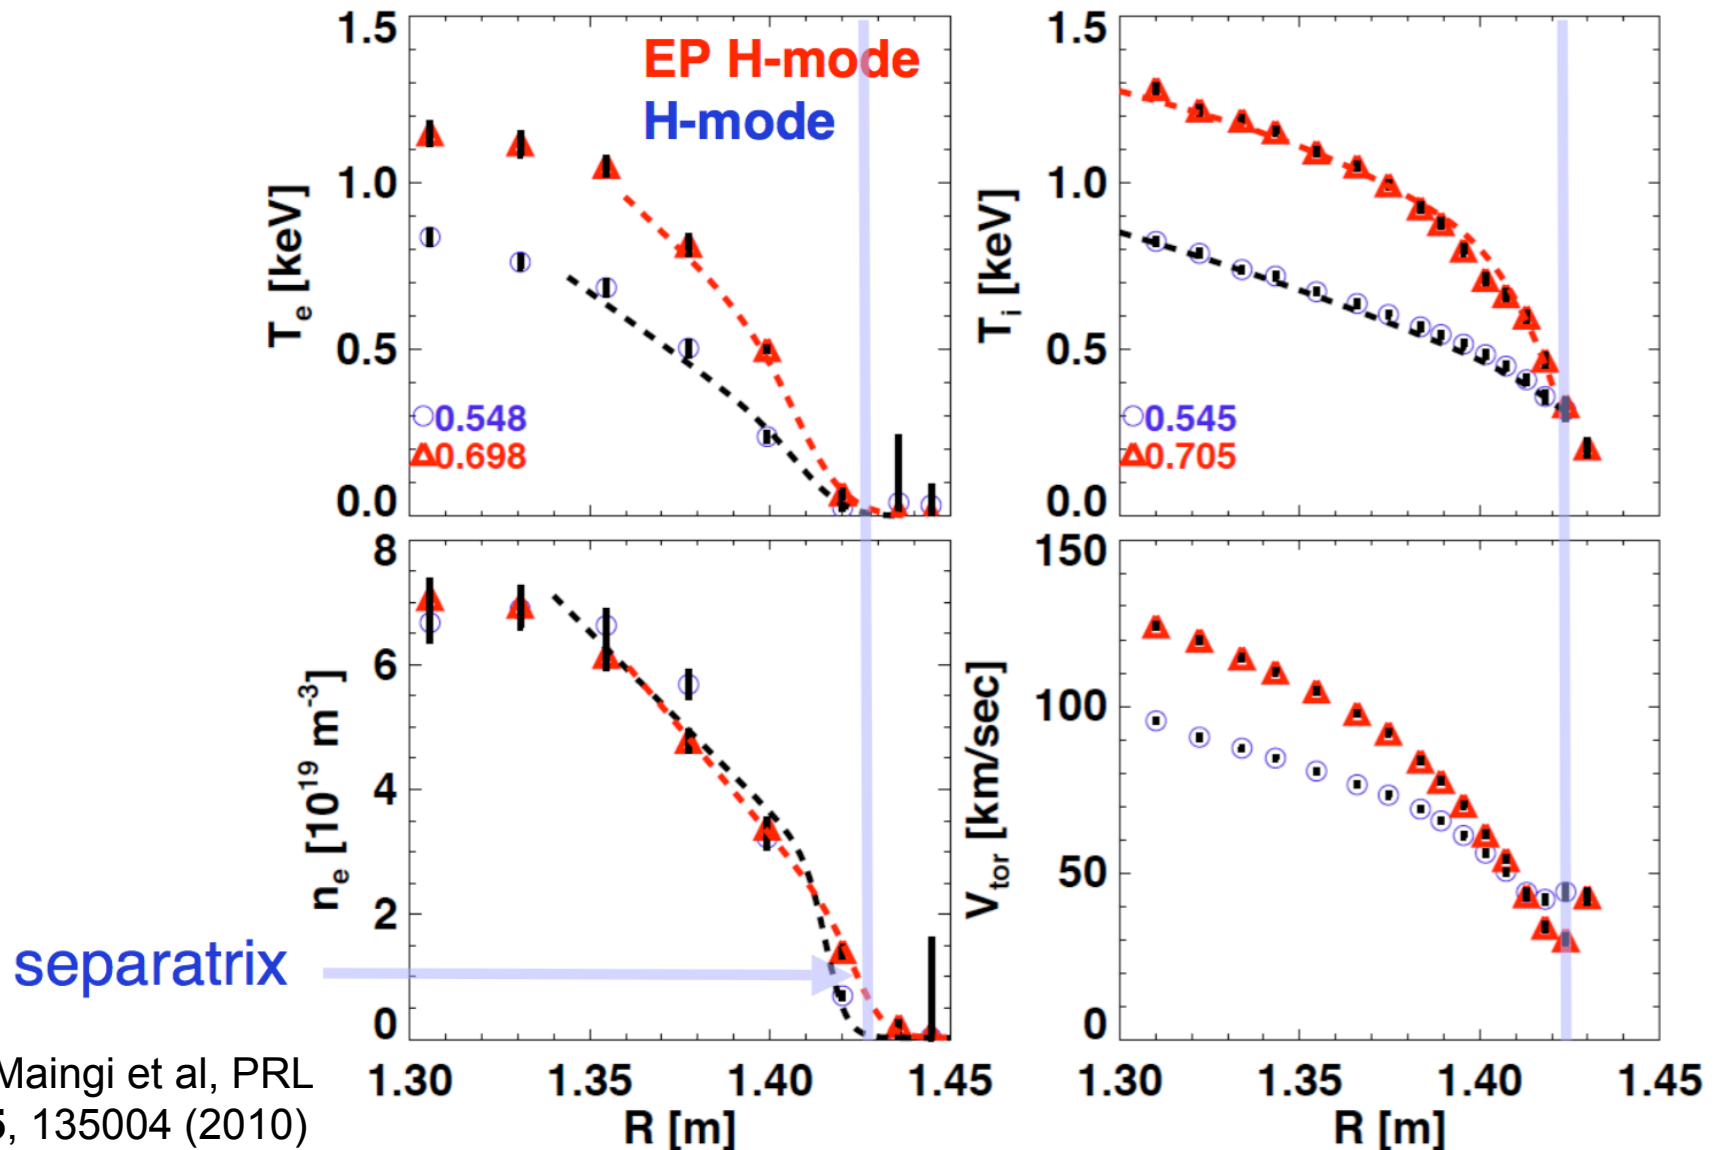 EP H-mode
H-mode
1.5
1.0
0.5
0.0
Te [keV]
0.548
0.698
1.5
1.0
0.5
0.0
Ti [keV]
0.545
0.705
8
6
4
2
0
ne [10^19 m^-3]
150
100
50
0
Vtor [km/sec]
separatrix
Maingi et al, PRL
, 135004 (2010)
1.30 1.35 1.40 1.45
R [m]
1.30 1.35 1.40 1.45
R [m]